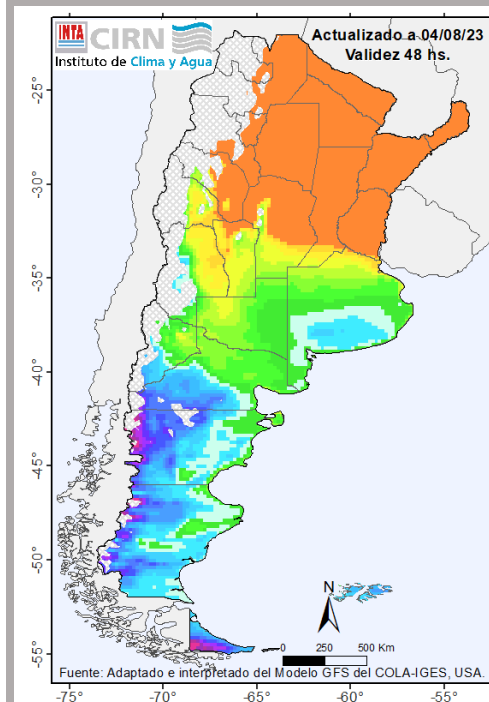 INTA CIRN
Instituto de Clima y Agua
Actualizado a 04/08/23
Validez 48 hs.
-25°
-30°
-35°
-40°
-45°
-50°
-55°
N
0 250 500 Km
Fuente: Adaptado e interpretado del Modelo GFS del COLA-IGES, USA.
-75° -70° -65° -60° -55°